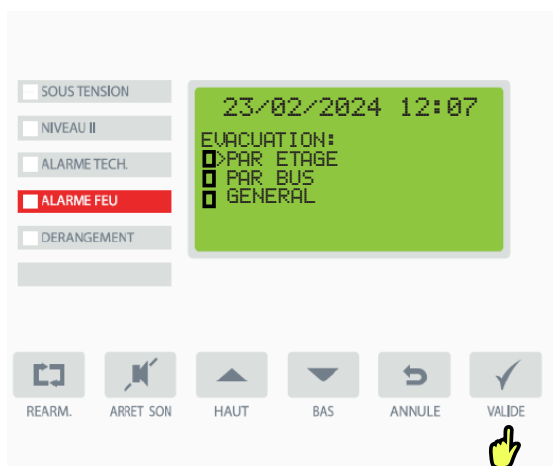 SOUS TENSION
NIVEAU II
ALARME TECH.
ALARME FEU
DERANGEMENT
23/02/2024 12:07
EVACUATION:
>PAR ETAGE
PAR BUS
GENERAL
REARM.
ARRET SON
HAUT
BAS
ANNULE
VALIDE